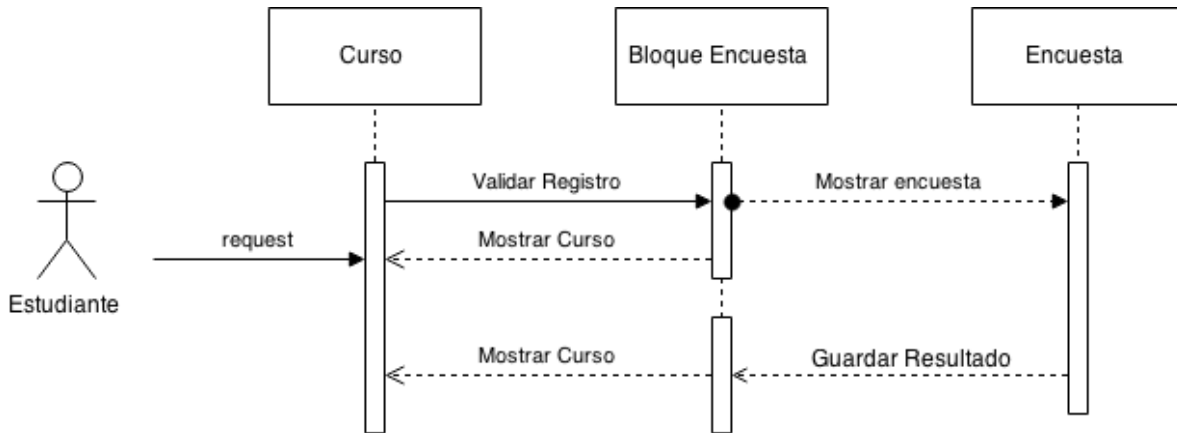 Curso
Bloque Encuesta
Encuesta
Validar Registro
Mostrar encuesta
request
Mostrar Curso
Estudiante
Mostrar Curso
Guardar Resultado